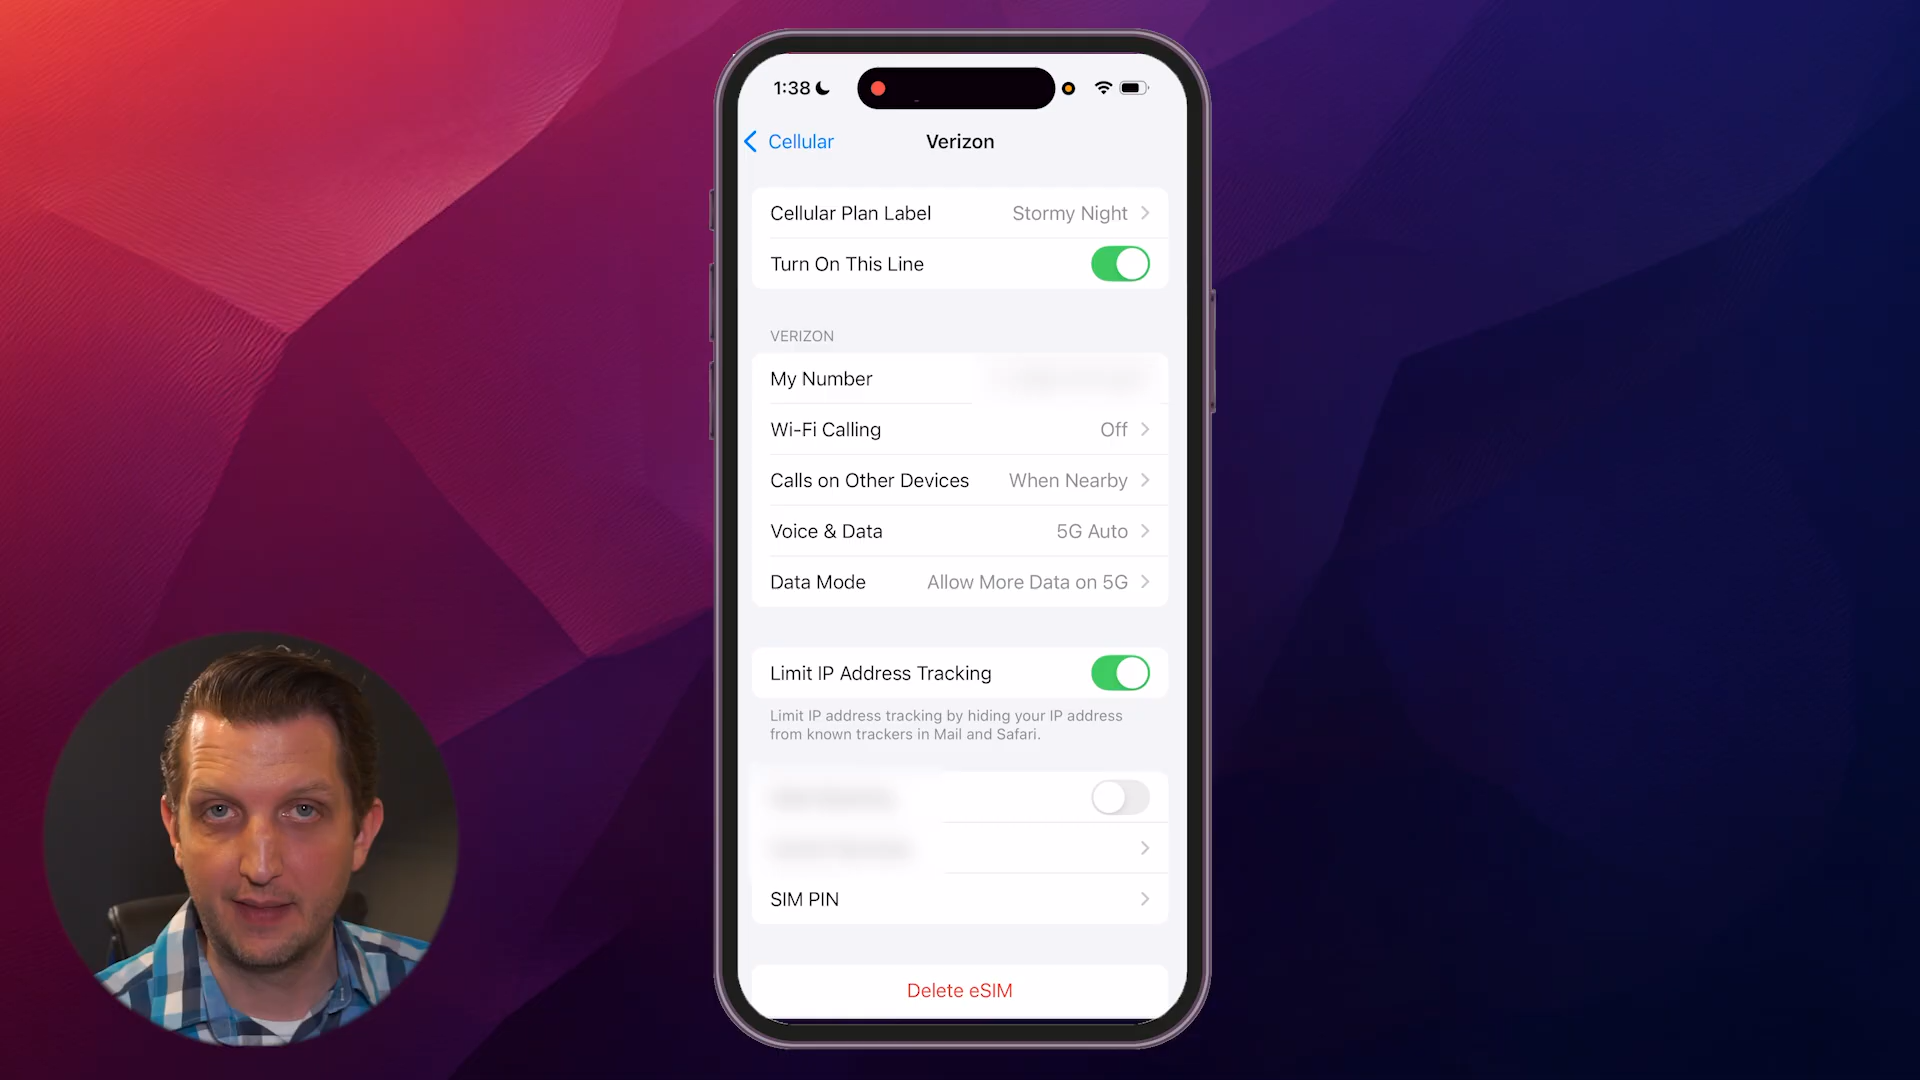 1:38
Cellular
Verizon
Cellular Plan Label Stormy Night
Turn On This Line
VERIZON
My Number
Wi-Fi Calling Off
Calls on Other Devices When Nearby
Voice & Data 5G Auto
Data Mode Allow More Data on 5G
Limit IP Address Tracking
Limit IP address tracking by hiding your IP address
from known trackers in Mail and Safari.
SIM PIN
Delete eSIM